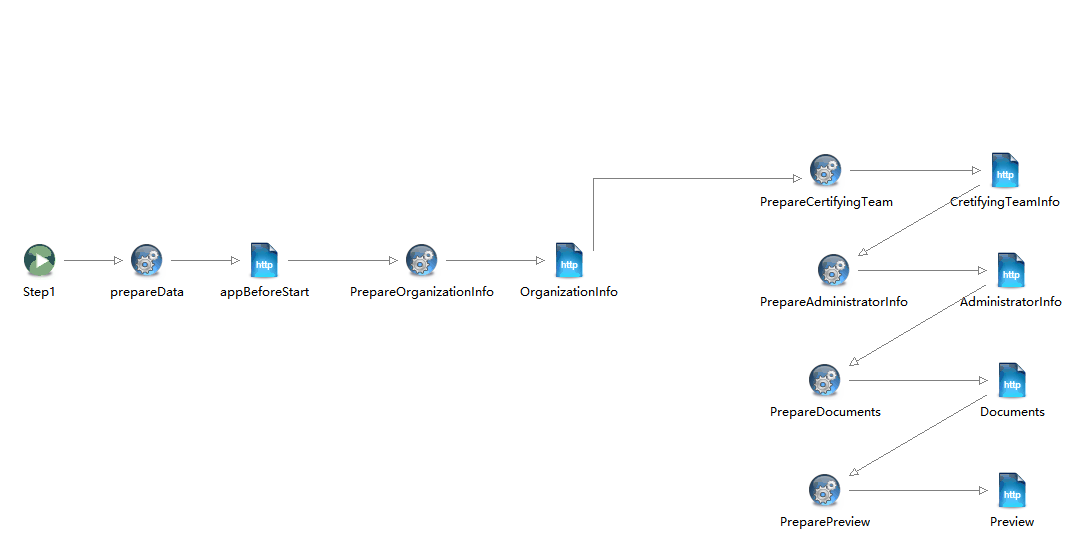 http
PrepareCertifyingTeam
CretifyingTeamInfo
http
http
Step1
prepareData
appBeforeStart
PrepareOrganizationInfo
OrganizationInfo
http
PrepareAdministratorInfo
AdministratorInfo
http
PrepareDocuments
Documents
http
PreparePreview
Preview